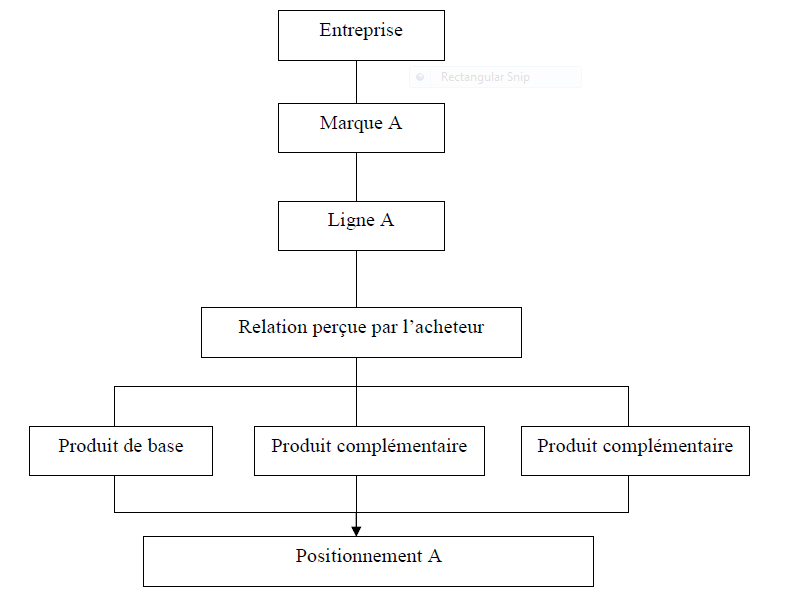 Entreprise
Rectangular Snip
Marque A
Ligne A
Relation perçue par l’acheteur
Produit de base
Produit complémentaire
Produit complémentaire
Positionnement A